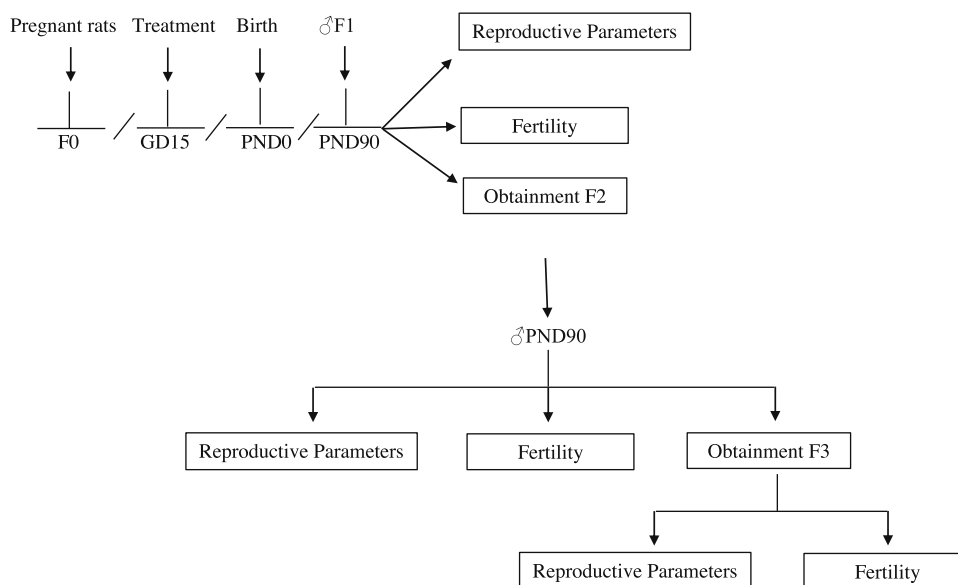 Pregnant rats Treatment Birth ♂F1
F0 GD15 PND0 PND90
Reproductive Parameters
Fertility
Obtainment F2
♂PND90
Reproductive Parameters Fertility Obtainment F3
Reproductive Parameters Fertility